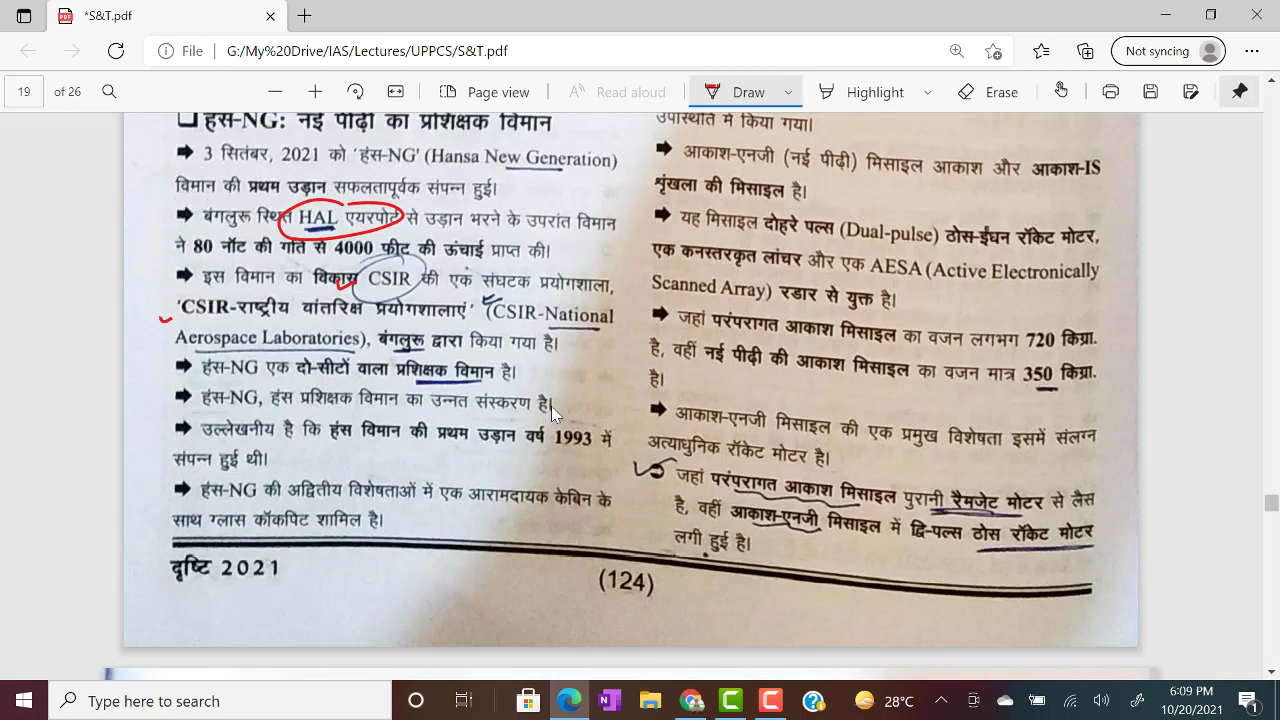 *S&T.pdf
File
G:/My%20Drive/IAS/Lectures/UPPCS/S&T.pdf
Not syncing
19 of 26
Page view
Read aloud
Draw
Highlight
Erase
हंस-NG: नई पीढ़ी का प्रशिक्षक विमान
➡ 3 सितंबर, 2021 को 'हंस-NG' (Hansa New Generation)
विमान की प्रथम उड़ान सफलतापूर्वक संपन्न हुई।
➡ बंगलुरू स्थित HAL एयरपोर्ट से उड़ान भरने के उपरांत विमान
ने 80 नॉट की गति से 4000 फीट की ऊंचाई प्राप्त की।
➡ इस विमान का विकास CSIR की एक संघटक प्रयोगशाला,
'CSIR-राष्ट्रीय वांतरिक्ष प्रयोगशालाएं' (CSIR-National
Aerospace Laboratories), बंगलुरू द्वारा किया गया है।
➡ हंस-NG एक दो-सीटों वाला प्रशिक्षक विमान है।
➡ हंस-NG, हंस प्रशिक्षक विमान का उन्नत संस्करण है।
➡ उल्लेखनीय है कि हंस विमान की प्रथम उड़ान वर्ष 1993 में
संपन्न हुई थी।
➡ हंस-NG की अद्वितीय विशेषताओं में एक आरामदायक केबिन के
साथ ग्लास कॉकपिट शामिल है।
उपस्थिति में किया गया।
➡ आकाश-एनजी (नई पीढ़ी) मिसाइल आकाश और आकाश-IS
शृंखला की मिसाइल है।
➡ यह मिसाइल दोहरे पल्स (Dual-pulse) ठोस-ईंधन रॉकेट मोटर,
एक कनस्तरकृत लांचर और एक AESA (Active Electronically
Scanned Array) रडार से युक्त है।
➡ जहां परंपरागत आकाश मिसाइल का वजन लगभग 720 किग्रा.
है, वहीं नई पीढ़ी की आकाश मिसाइल का वजन मात्र 350 किग्रा.
है।
➡ आकाश-एनजी मिसाइल की एक प्रमुख विशेषता इसमें संलग्न
अत्याधुनिक रॉकेट मोटर है।
➡ जहां परंपरागत आकाश मिसाइल पुरानी रैमजेट मोटर से लैस
है, वहीं आकाश-एनजी मिसाइल में द्वि-पल्स ठोस रॉकेट मोटर
लगी हुई है।
दृष्टि 2021
(124)
Type here to search
28°C
6:09 PM
10/20/2021